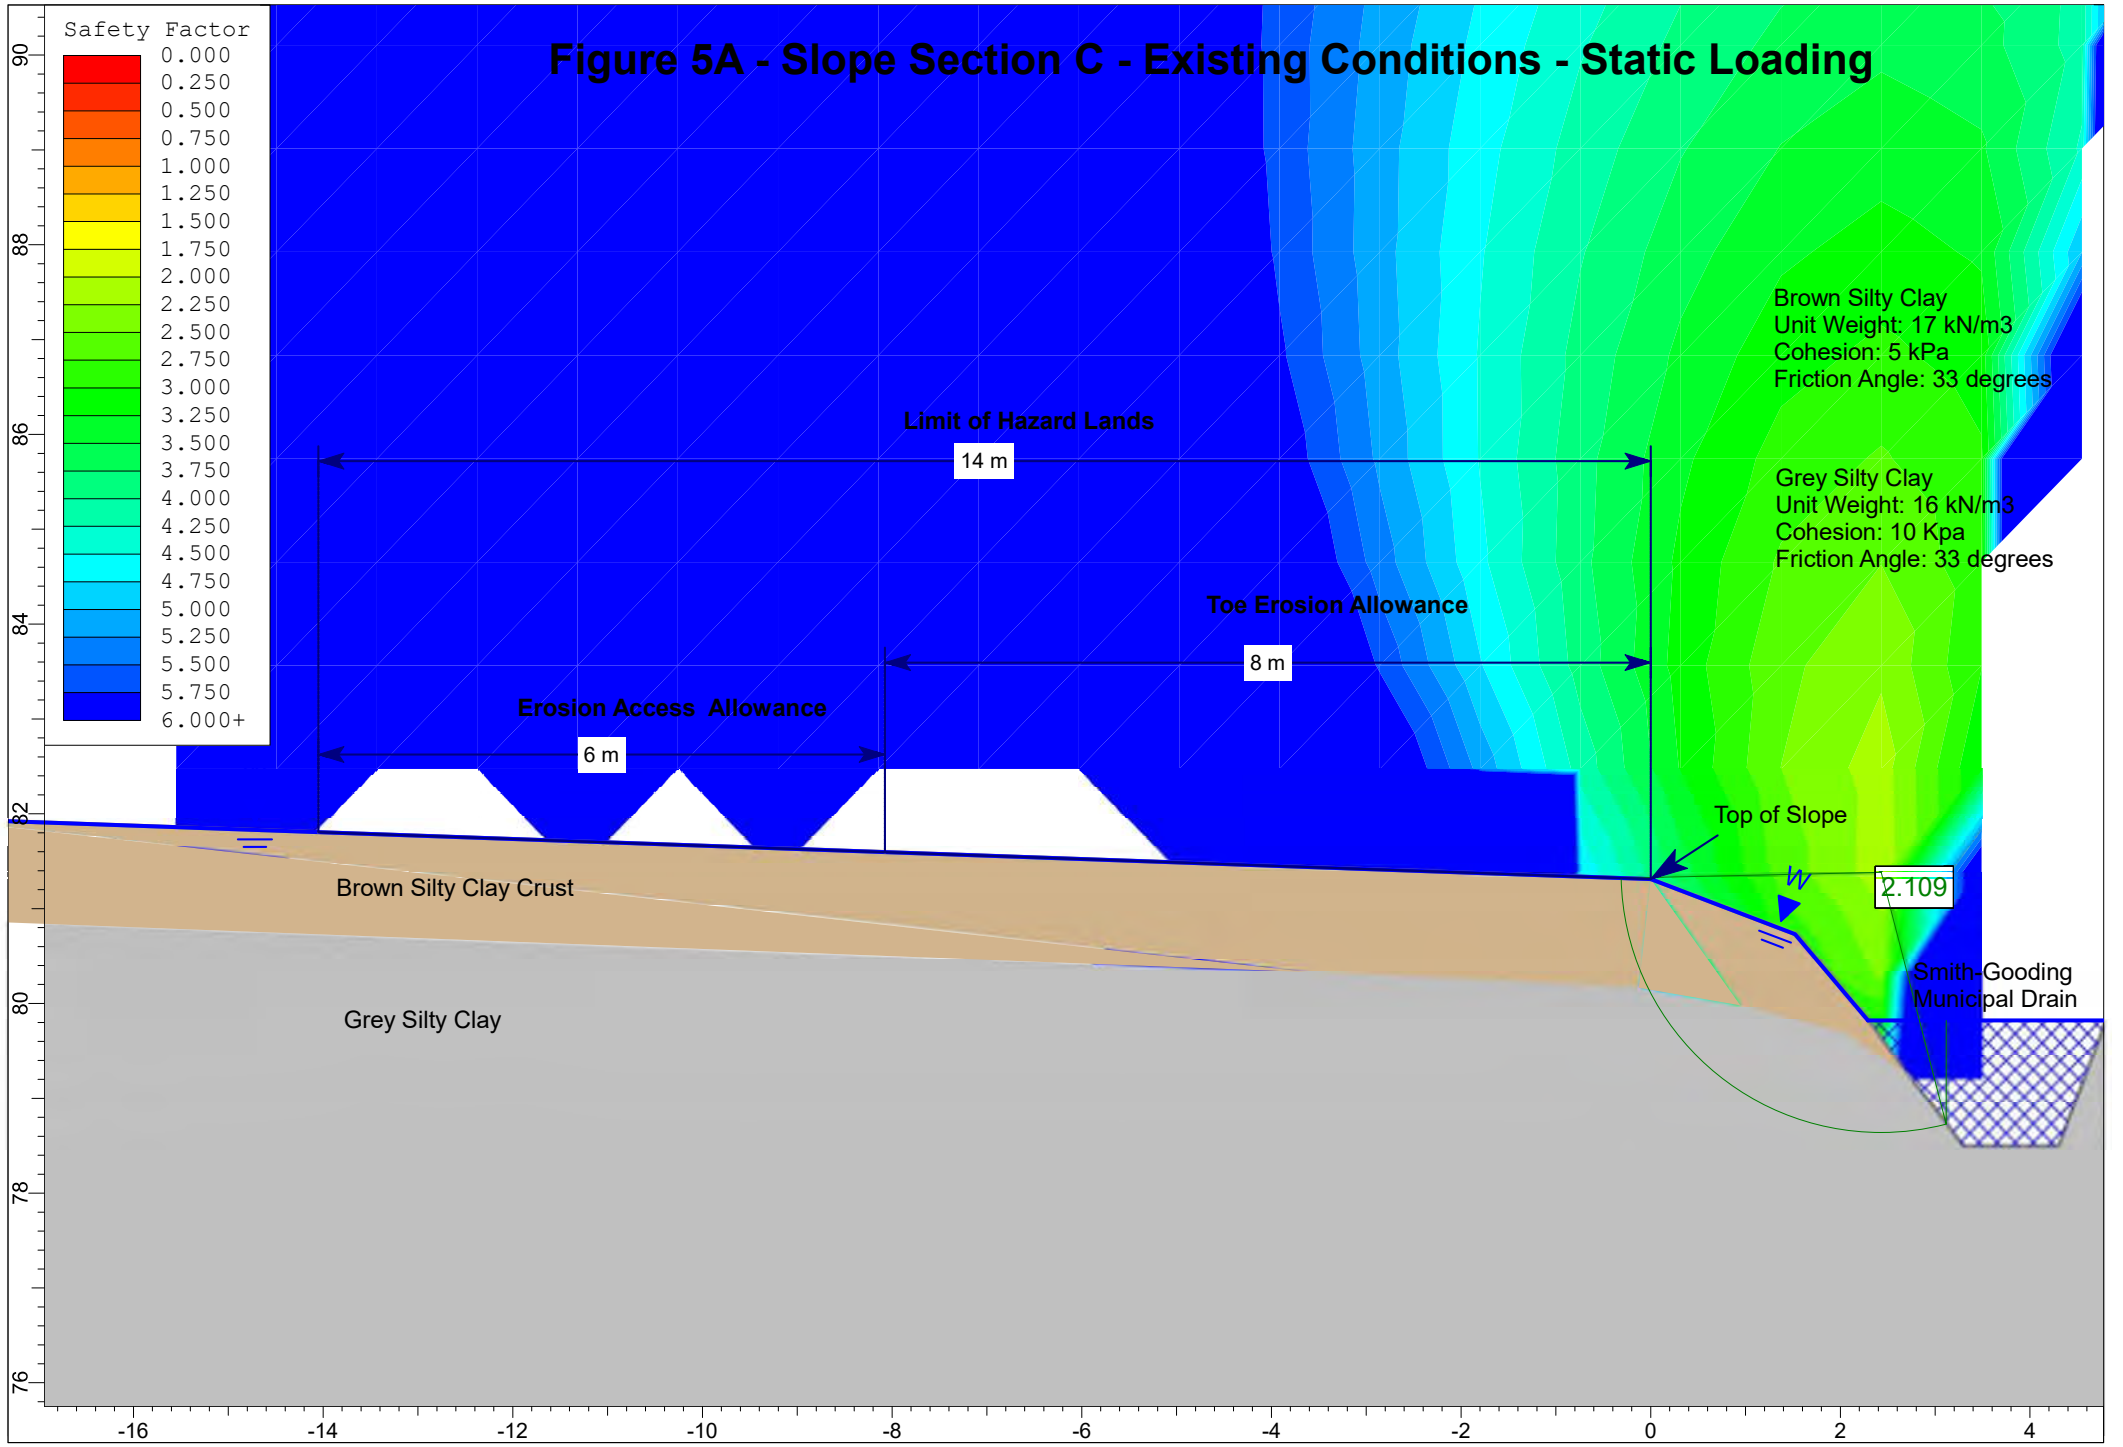 Figure 5A - Slope Section C - Existing Conditions - Static Loading
Safety Factor
0.000
0.250
0.500
0.750
1.000
1.250
1.500
1.750
2.000
2.250
2.500
2.750
3.000
3.250
3.500
3.750
4.000
4.250
4.500
4.750
5.000
5.250
5.500
5.750
6.000+
Brown Silty Clay
Unit Weight: 17 kN/m3
Cohesion: 5 kPa
Friction Angle: 33 degrees
Limit of Hazard Lands
14 m
Grey Silty Clay
Unit Weight: 16 kN/m3
Cohesion: 10 Kpa
Friction Angle: 33 degrees
Toe Erosion Allowance
8 m
Erosion Access Allowance
6 m
Top of Slope
W
2.109
Brown Silty Clay Crust
Smith-Gooding
Municipal Drain
Grey Silty Clay
90
88
86
84
82
80
78
76
-16
-14
-12
-10
-8
-6
-4
-2
0
2
4